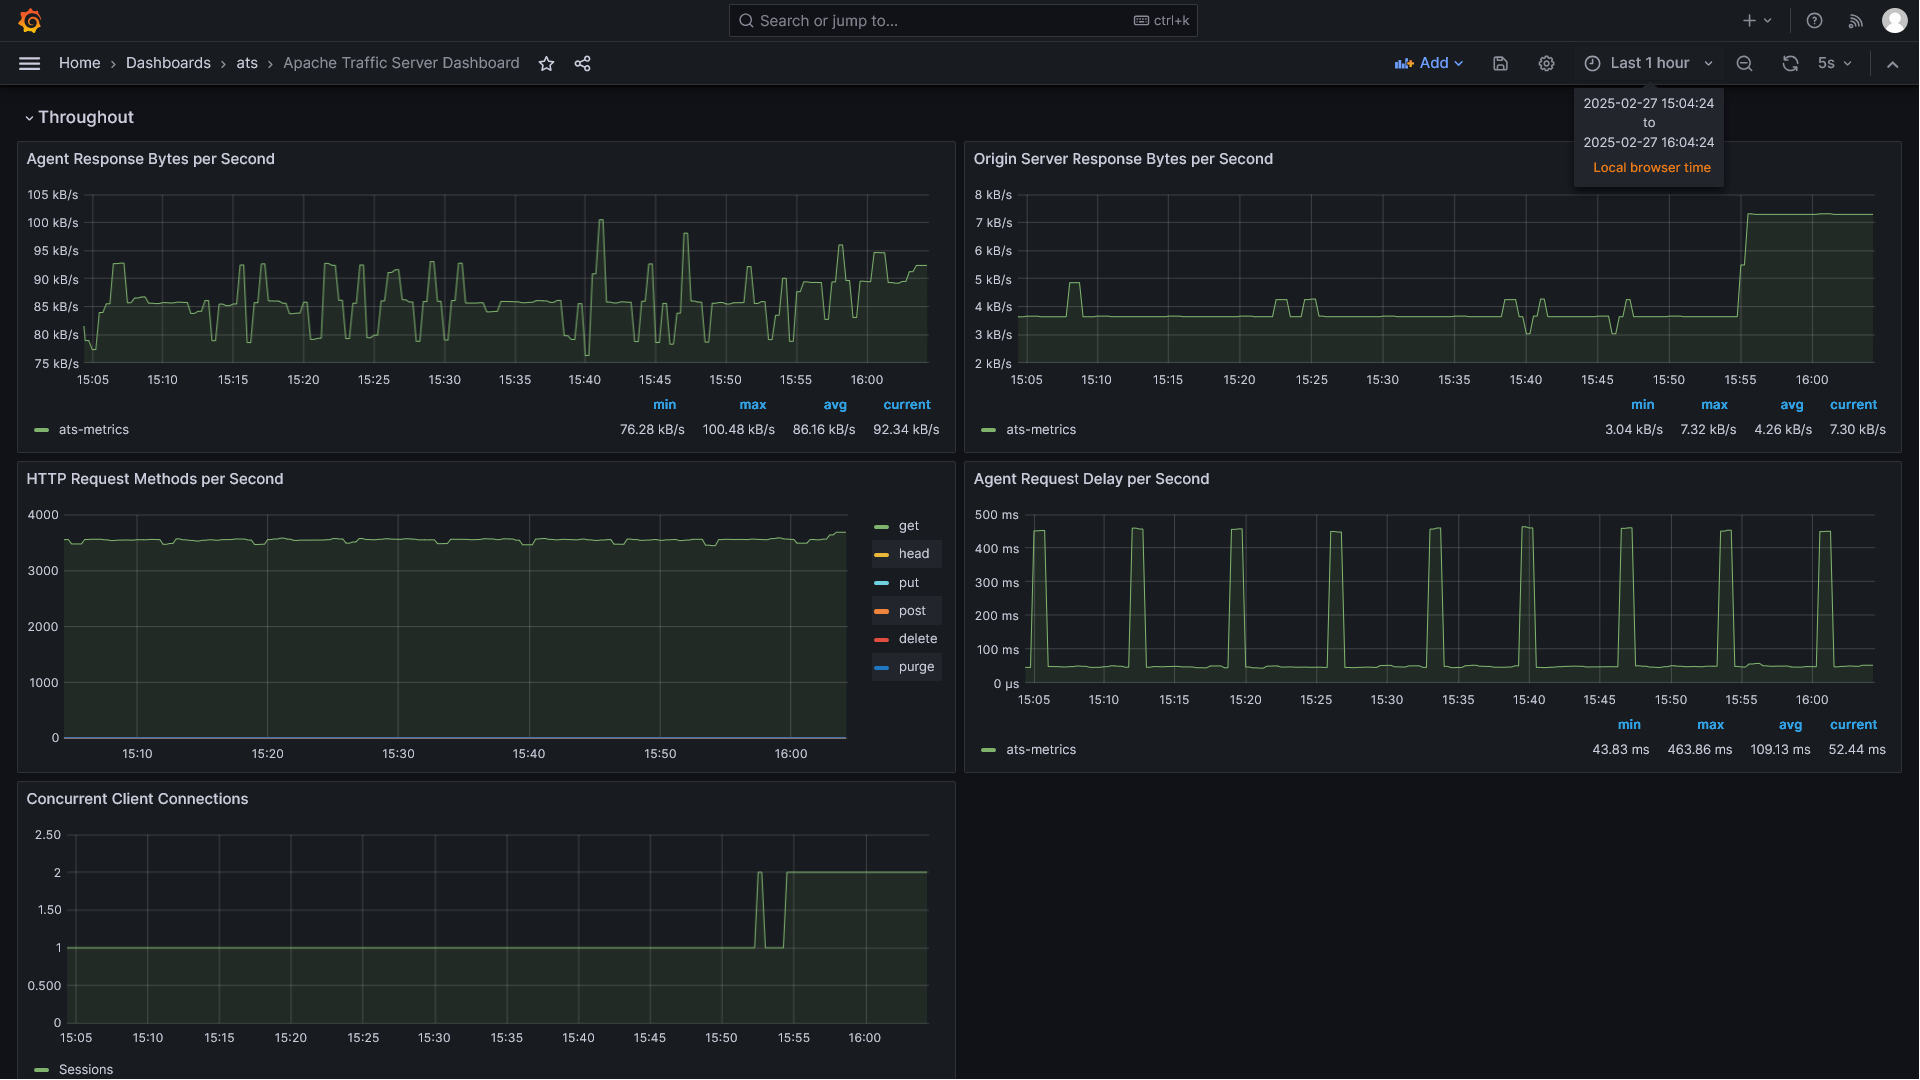 Search or jump to...
ctrl+k
Home › Dashboards › ats › Apache Traffic Server Dashboard
Add
Last 1 hour
5s
2025-02-27 15:04:24
to
2025-02-27 16:04:24
Local browser time
Throughout
Agent Response Bytes per Second
105 kB/s
100 kB/s
95 kB/s
90 kB/s
85 kB/s
80 kB/s
75 kB/s
15:05 15:10 15:15 15:20 15:25 15:30 15:35 15:40 15:45 15:50 15:55 16:00
min max avg current
ats-metrics 76.28 kB/s 100.48 kB/s 86.16 kB/s 92.34 kB/s
Origin Server Response Bytes per Second
8 kB/s
7 kB/s
6 kB/s
5 kB/s
4 kB/s
3 kB/s
2 kB/s
15:05 15:10 15:15 15:20 15:25 15:30 15:35 15:40 15:45 15:50 15:55 16:00
min max avg current
ats-metrics 3.04 kB/s 7.32 kB/s 4.26 kB/s 7.30 kB/s
HTTP Request Methods per Second
4000
3000
2000
1000
0
15:10 15:20 15:30 15:40 15:50 16:00
get
head
put
post
delete
purge
Agent Request Delay per Second
500 ms
400 ms
300 ms
200 ms
100 ms
0 µs
15:05 15:10 15:15 15:20 15:25 15:30 15:35 15:40 15:45 15:50 15:55 16:00
min max avg current
ats-metrics 43.83 ms 463.86 ms 109.13 ms 52.44 ms
Concurrent Client Connections
2.50
2
1.50
1
0.500
0
15:05 15:10 15:15 15:20 15:25 15:30 15:35 15:40 15:45 15:50 15:55 16:00
Sessions